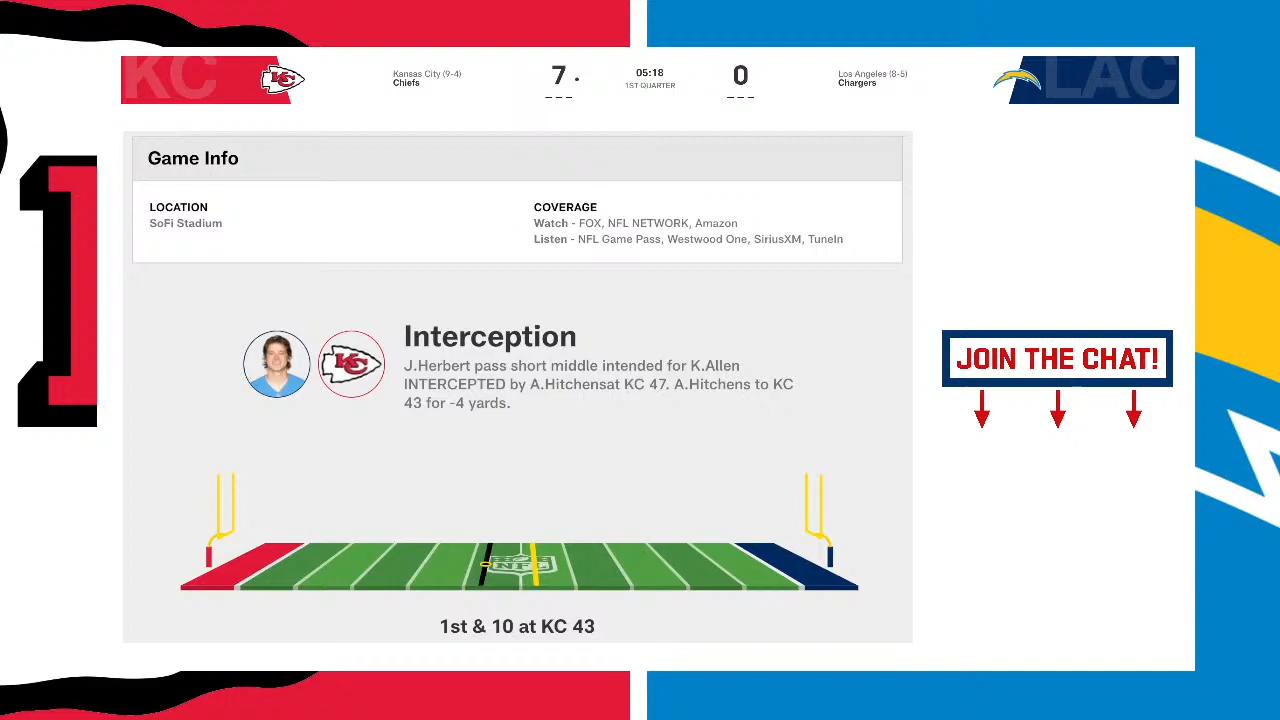 KC
KC
Kansas City (9-4)
Chiefs
7
05:18
1ST QUARTER
0
Los Angeles (8-5)
Chargers
LAC
Game Info
LOCATION
SoFi Stadium
COVERAGE
Watch - FOX, NFL NETWORK, Amazon
Listen - NFL Game Pass, Westwood One, SiriusXM, TuneIn
Interception
KC
J.Herbert pass short middle intended for K.Allen
INTERCEPTED by A.Hitchensat KC 47. A.Hitchens to KC
43 for -4 yards.
JOIN THE CHAT!
NFL
1st & 10 at KC 43